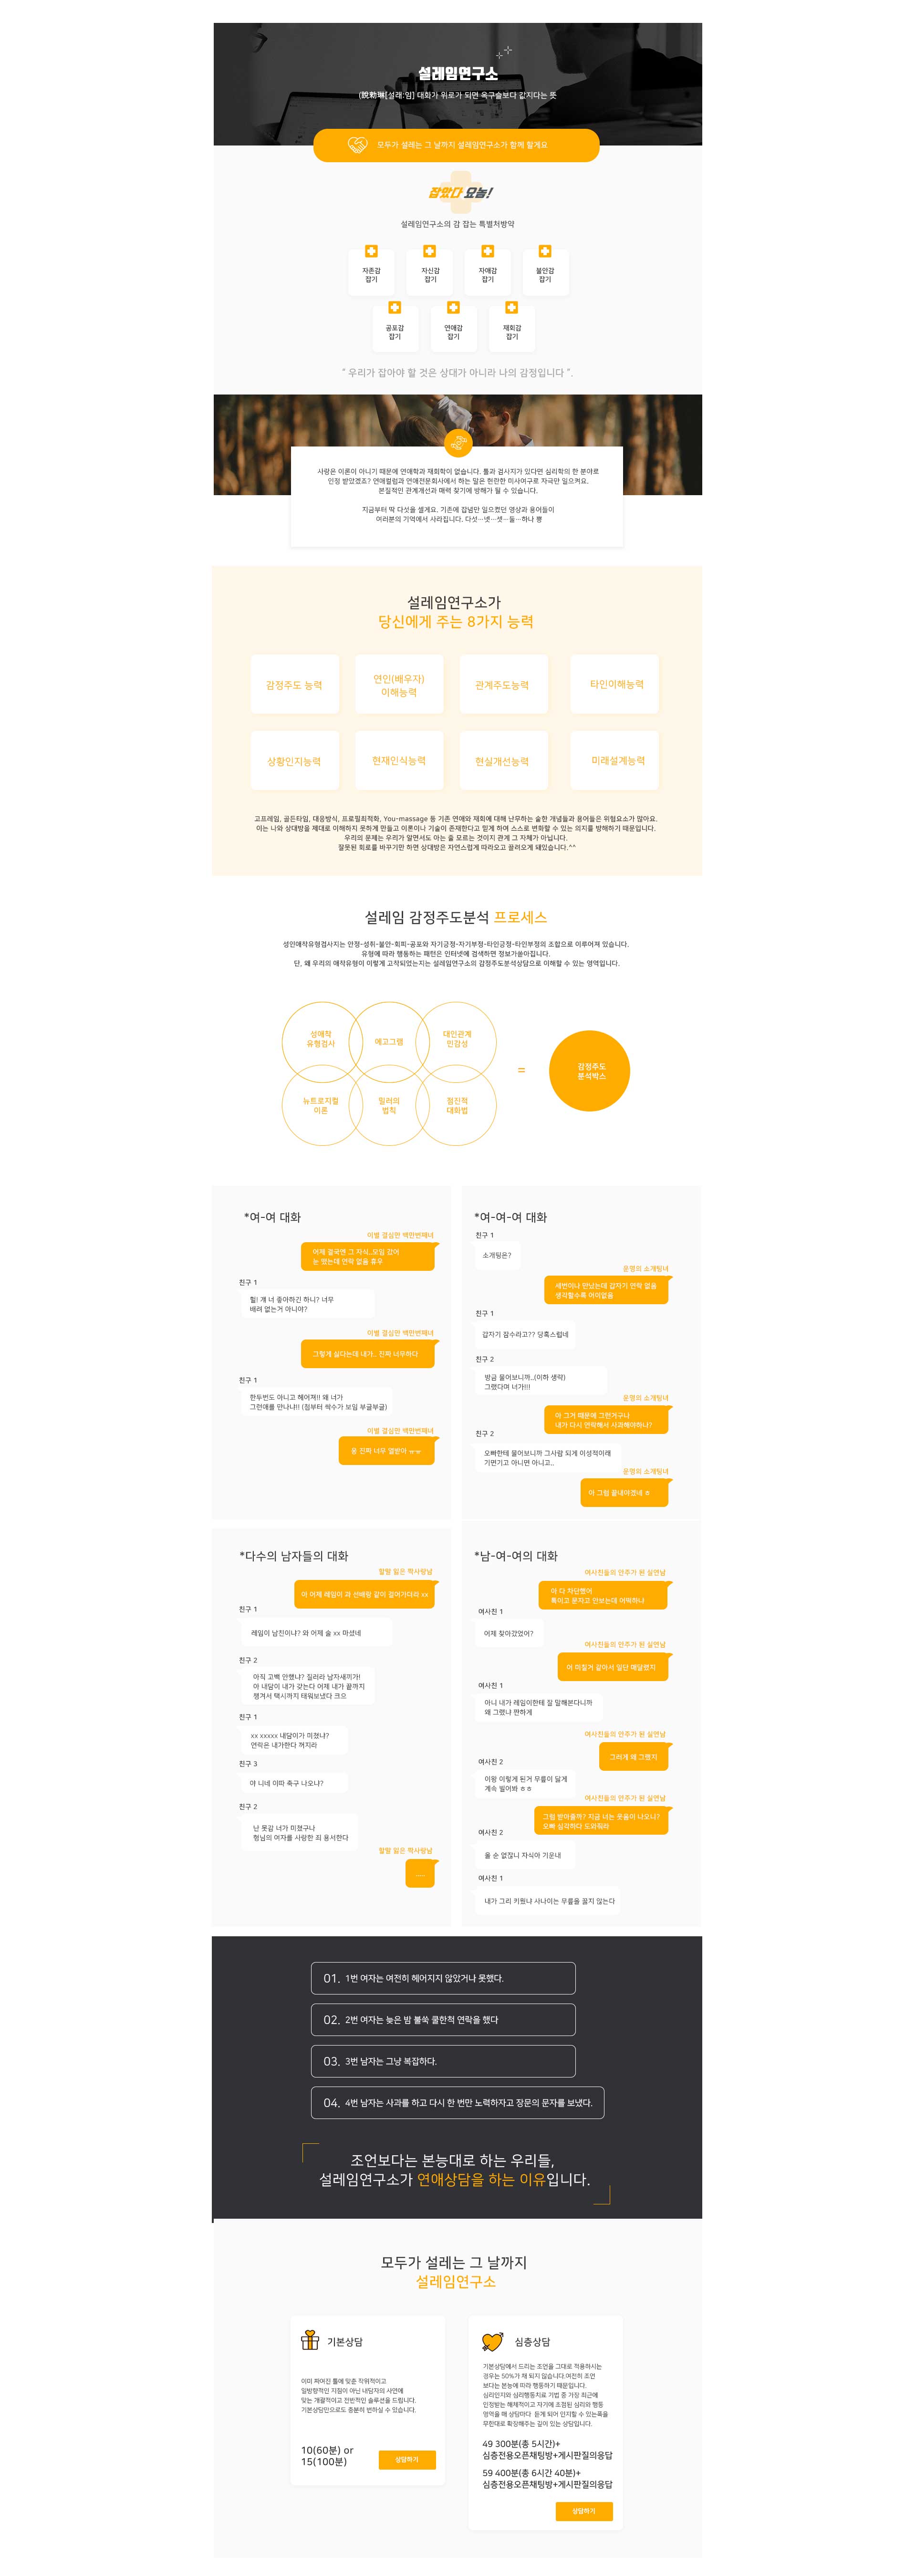 설레임연구소
(說勑琳[설래:임] 대화가 위로가 되면 옥구슬보다 값지다는 뜻
모두가 설레는 그 날까지 설레임연구소가 함께 할게요
잡았다 요놈!
설레임연구소의 감 잡는 특별처방약
자존감
잡기
자신감
잡기
자애감
잡기
불안감
잡기
공포감
잡기
연애감
잡기
재회감
잡기
“ 우리가 잡아야 할 것은 상대가 아니라 나의 감정입니다 “.
사랑은 이론이 아니기 때문에 연애학과 재회학이 없습니다. 툴과 검사지가 있다면 심리학의 한 분야로
인정 받았겠죠? 연애컬럼과 연애전문회사에서 하는 말은 현란한 미사여구로 자극만 일으켜요.
본질적인 관계개선과 매력 찾기에 방해가 될 수 있습니다.
지금부터 딱 다섯을 셀게요. 기존에 잡념만 일으켰던 영상과 용어들이
여러분의 기억에서 사라집니다. 다섯…넷…셋…둘…하나 뿅
설레임연구소가
당신에게 주는 8가지 능력
감정주도 능력
연인(배우자)
이해능력
관계주도능력
타인이해능력
상황인지능력
현재인식능력
현실개선능력
미래설계능력
고프레임, 골든타임, 대응방식, 프로필최적화, You-massage 등 기존 연애와 재회에 대해 난무하는 술한 개념들과 용어들은 위험요소가 많아요.
이는 나와 상대방을 제대로 이해하지 못하게 만들고 이론이나 기술이 존재한다고 믿게 하여 스스로 변화할 수 있는 의지를 방해하기 때문입니다.
우리의 문제는 우리가 알면서도 아는 줄 모르는 것이지 관계 그 자체가 아닙니다.
잘못된 회로를 바꾸기만 하면 상대방은 자연스럽게 따라오고 끌려오게 돼있습니다.^^
설레임 감정주도분석 프로세스
성인애착유형검사지는 안정-성취-불안-회피-공포와 자기긍정-자기부정-타인긍정-타인부정의 조합으로 이루어져 있습니다.
유형에 따라 행동하는 패턴은 인터넷에 검색하면 정보가쏟아집니다.
단, 왜 우리의 애착유형이 이렇게 고착되었는지는 설레임연구소의 감정주도분석상담으로 이해할 수 있는 영역입니다.
성애착
유형검사
에고그램
대인관계
민감성
뉴트로지컬
이론
밀러의
법칙
점진적
대화법
=
감정주도
분석박스
*여-여 대화
이별 결심만 백만번째녀
어제 결국엔 그 자식..모임 갔어
는 했는데 연락 없음 휴우
친구 1
헐! 걔 너 좋아하긴 하니? 너무
배려 없는거 아니야?
이별 결심만 백만번째녀
그렇게 싫다는데 내가.. 진짜 너무하다
친구 1
한두번도 아니고 헤어져!! 왜 너가
그런애를 만나냐!! (첨부터 싹수가 보임 부글부글)
이별 결심만 백만번째녀
을 진짜 너무 열받아 ㅠㅠ
*여-여-여 대화
친구 1
소개팅은?
운명의 소개팅녀
세번이나 만났는데 갑자기 연락 없음
생각할수록 어이없음
친구 1
갑자기 잠수라고?? 당혹스럽네
친구 2
방금 물어보니까..(이하 생략)
그랬다며 너가!!!
운명의 소개팅녀
아 그거 때문에 그런거구나
내가 다시 연락해서 사과해야하나?
친구 2
오빠한테 물어보니까 그사람 되게 이성적이래
기면기고 아니면 아니고..
운명의 소개팅녀
아 그럼 끝내야겠네 ㅎ
*다수의 남자들의 대화
할말 잃은 짝사랑남
야 어제 레임이 과 선배랑 같이 걸어가더라 xx
친구 1
레임이 남친이냐? 와 어제 술 xx 마셨네
친구 2
아직 고백 안했냐? 질러라 남자새끼가!
아 내담이 내가 갖는다 어제 내가 끝까지
챙겨서 택시까지 태워보냈다 크으
친구 1
xx xxxxx 내담이가 미쳤냐?
연락은 내가한다 꺼지라
친구 3
야 니네 이따 축구 나오냐?
친구 2
난 못감 너가 미쳤구나
형님의 여자를 사랑한 죄 용서한다
할말 잃은 짝사랑남
......
*남-여-여의 대화
여사친들의 안주가 된 실연남
야 다 차단했어
톡이고 문자고 안보는데 어떡하냐
여사친 1
어제 찾아갔었어?
여사친들의 안주가 된 실연남
어 미칠거 같아서 일단 매달렸지
여사친 1
아니 내가 레임이한테 잘 말해본다니까
왜 그랬냐 짠하게
여사친들의 안주가 된 실연남
그러게 왜 그랬지
여사친 2
이왕 이렇게 된거 무릎이 닳게
계속 빌어봐 ㅎㅎ
여사친들의 안주가 된 실연남
그럼 받아줄까? 지금 너는 웃음이 나오니?
오빠 심각하다 도와줘라
여사친 2
울 순 없잖니 자식아 기운내
여사친 1
내가 그리 키웠냐 사나이는 무릎을 꿇지 않는다
01. 1번 여자는 여전히 헤어지지 않았거나 못했다.
02. 2번 여자는 늦은 밤 불쑥 쿨한척 연락을 했다
03. 3번 남자는 그냥 복잡하다.
04. 4번 남자는 사과를 하고 다시 한 번만 노력하자고 장문의 문자를 보냈다.
조언보다는 본능대로 하는 우리들,
설레임연구소가 연애상담을 하는 이유입니다.
모두가 설레는 그 날까지
설레임연구소
기본상담
이미 짜여진 툴에 맞춘 작위적이고
일방향적인 지침이 아닌 내담자의 사연에
맞는 개괄적이고 전반적인 솔루션을 드립니다.
기본상담만으로도 충분히 변하실 수 있습니다.
10(60분) or
15(100분)
상담하기
심층상담
기본상담에서 드리는 조언을 그대로 적용하시는
경우는 50%가 채 되지 않습니다.여전히 조언
보다는 본능에 따라 행동하기 때문입니다.
심리인지와 심리행동치료 기법 중 가장 최근에
인정받는 해체적이고 자기에 초점된 심리와 행동
영역을 매 상담마다 듣게 되어 인지할 수 있는폭을
무한대로 확장해주는 깊이 있는 상담입니다.
49 300분(총 5시간)+
심층전용오픈채팅방+게시판질의응답
59 400분(총 6시간 40분)+
심층전용오픈채팅방+게시판질의응답
상담하기